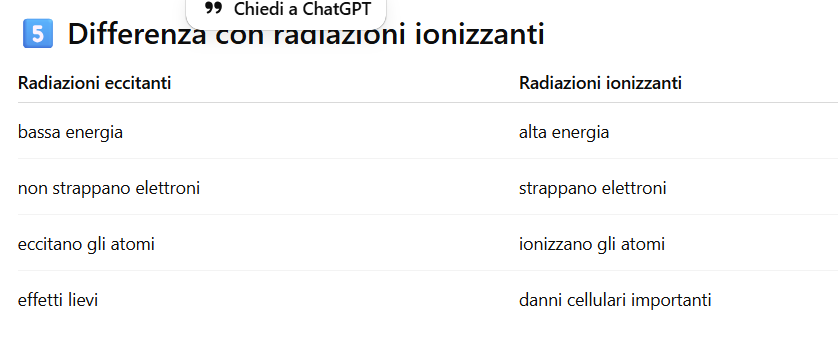 Chiedi a ChatGPT
5 Differenza con radiazioni ionizzanti
Radiazioni eccitanti Radiazioni ionizzanti
bassa energia alta energia
non strappano elettroni strappano elettroni
eccitano gli atomi ionizzano gli atomi
effetti lievi danni cellulari importanti